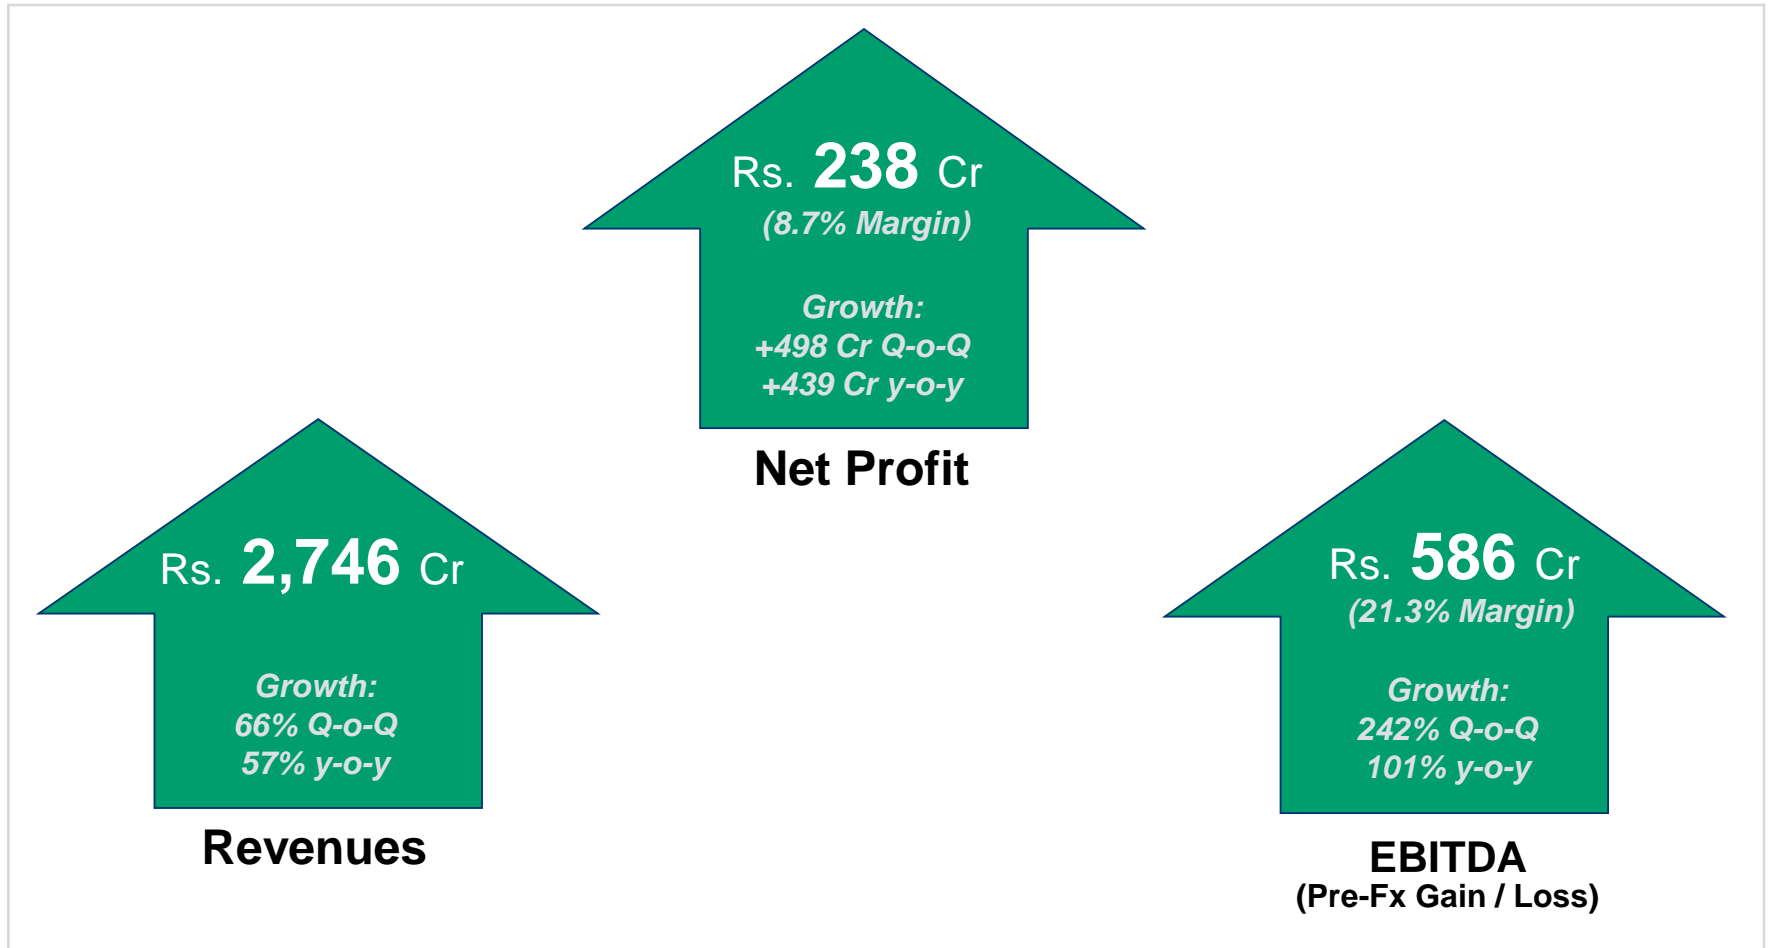 Rs. 238 Cr
(8.7% Margin)
Growth:
+498 Cr Q-o-Q
+439 Cr y-o-y
Net Profit
Rs. 2,746 Cr
Growth:
66% Q-o-Q
57% y-o-y
Revenues
Rs. 586 Cr
(21.3% Margin)
Growth:
242% Q-o-Q
101% y-o-y
EBITDA
(Pre-Fx Gain / Loss)